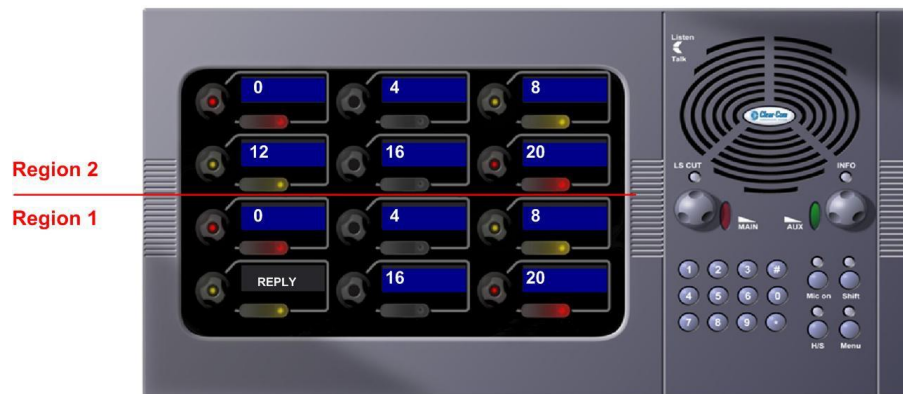 Listen
Talk
0 4 8
Clear-Com
12 16 20
LS CUT INFO
Region 2
Region 1
0 4 8
MAIN AUX
REPLY 16 20
1 2 3 #
4 5 6 0
7 8 9 *
Mic on Shift
H/S Menu